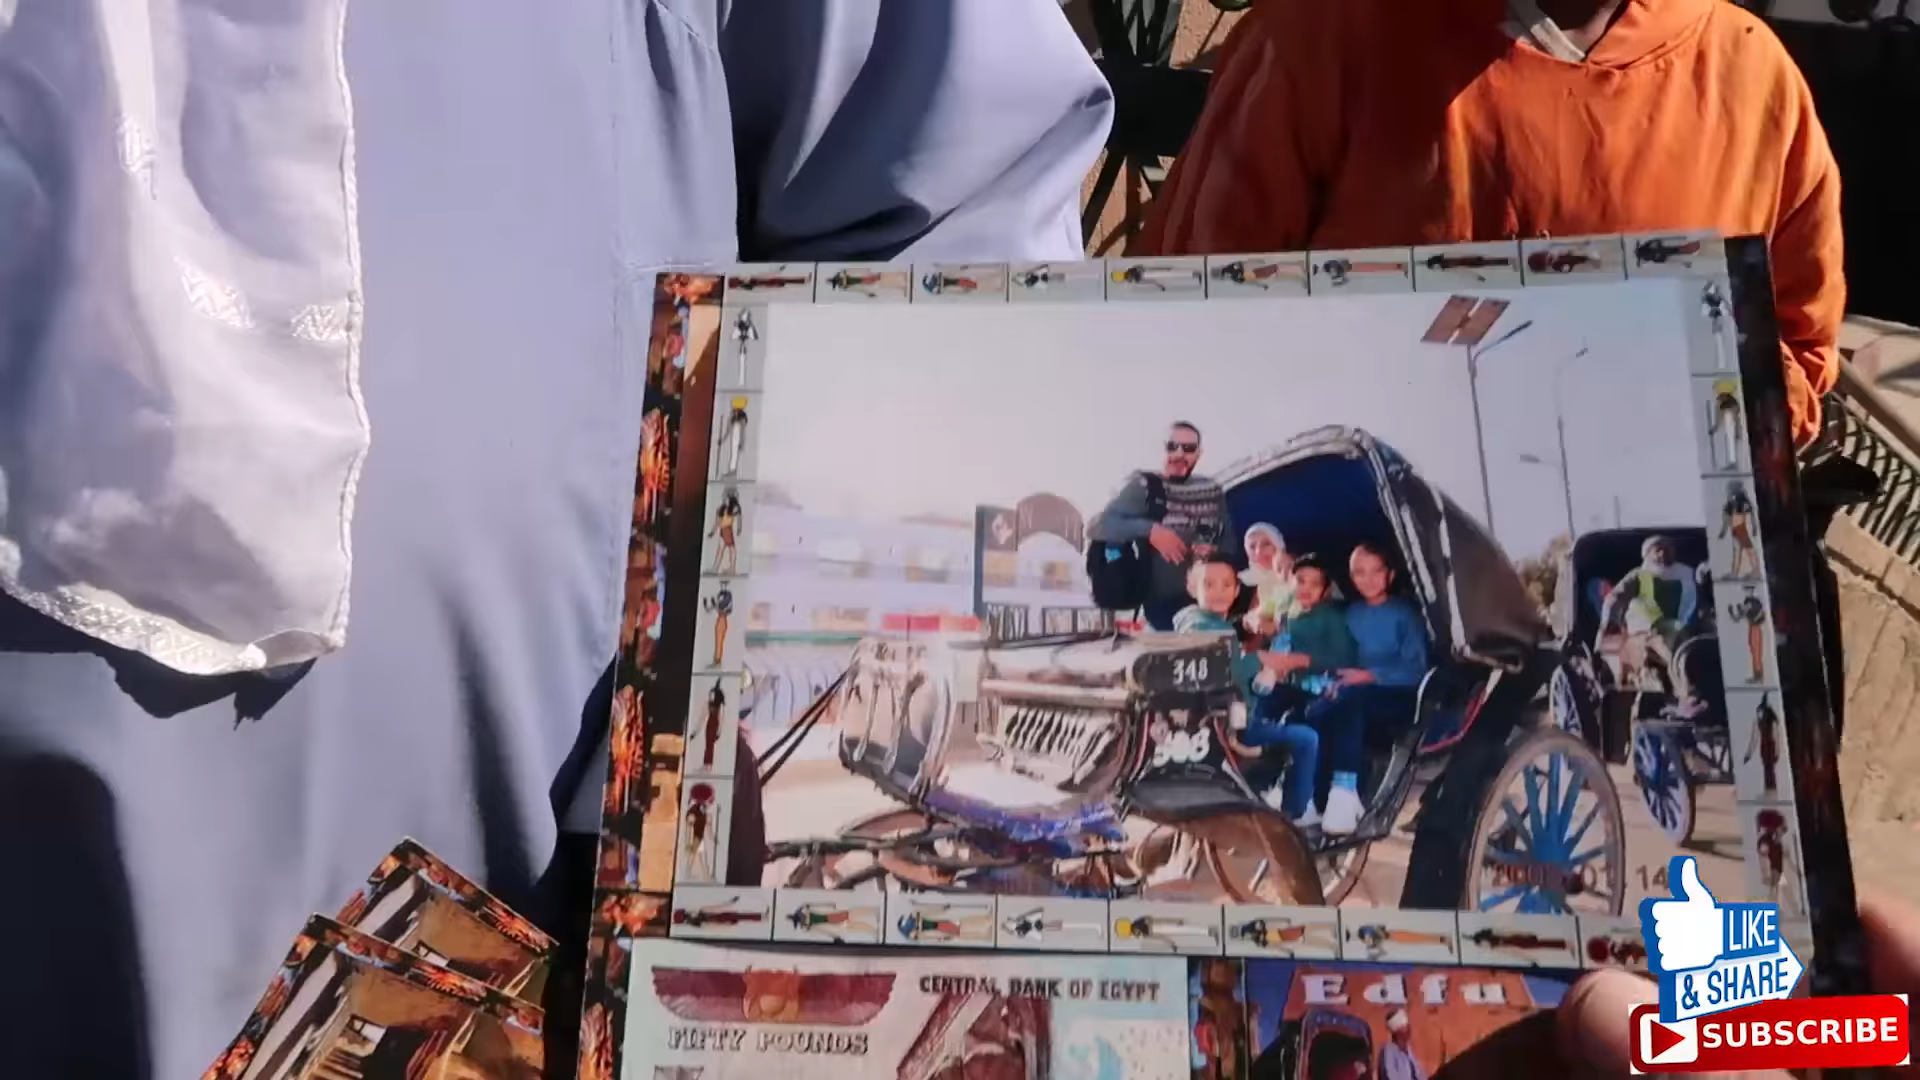 348
CENTRAL BANK OF EGYPT
FIFTY POUNDS
Edfu
LIKE
& SHARE
SUBSCRIBE